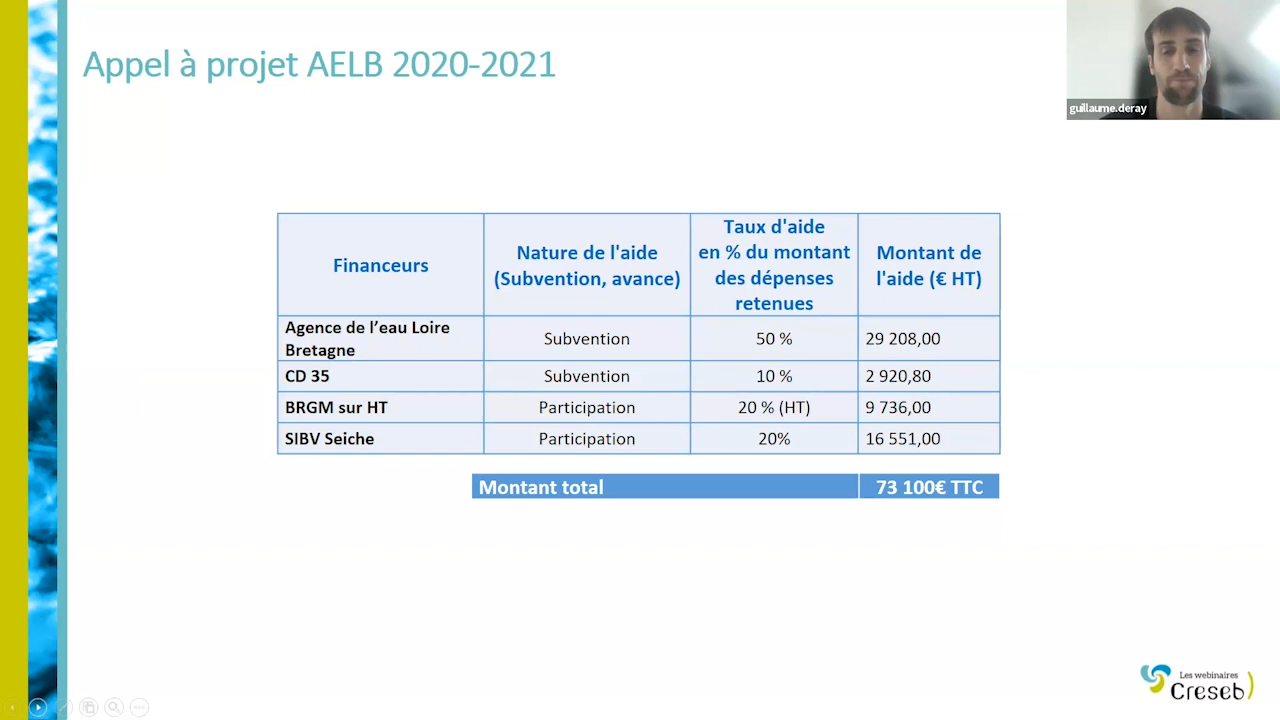 Appel à projet AELB 2020-2021
guillaume.deray
Financeurs
Nature de l'aide
(Subvention, avance)
Taux d'aide
en % du montant
des dépenses
retenues
Montant de
l'aide (€ HT)
Agence de l’eau Loire
Bretagne
Subvention
50 %
29 208,00
CD 35
Subvention
10 %
2 920,80
BRGM sur HT
Participation
20 % (HT)
9 736,00
SIBV Seiche
Participation
20%
16 551,00
Montant total
73 100€ TTC
Les webinaires
Creseb